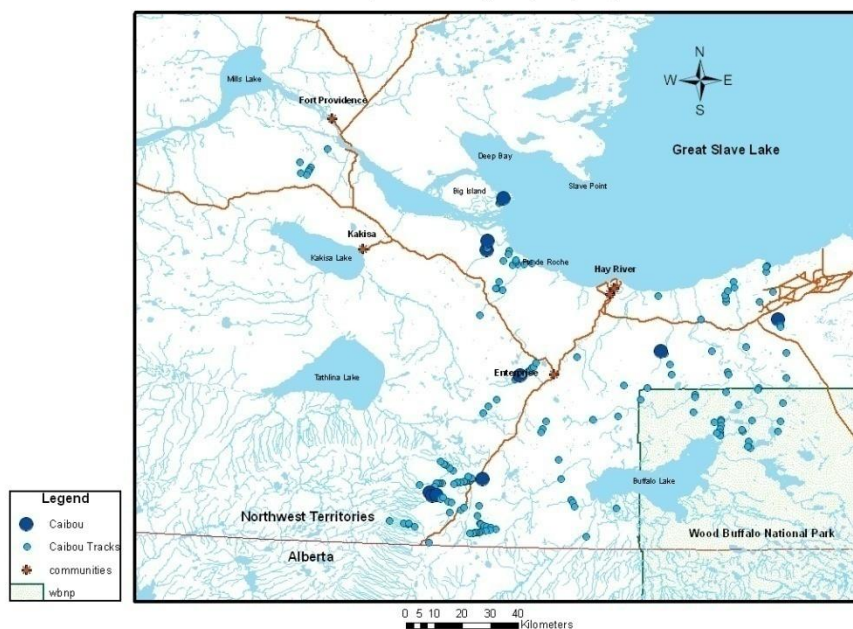 N
W E
S
Mills Lake
Fort Providence
Great Slave Lake
Deep Bay
Slave Point
Big Island
Kakisa
Kakisa Lake
Hay River
Enterprise
Tathlina Lake
Buffalo Lake
Northwest Territories
Wood Buffalo National Park
Alberta
Legend
Caibou
Caibou Tracks
communities
wbnp
0 5 10 20 30 40
Kilometers